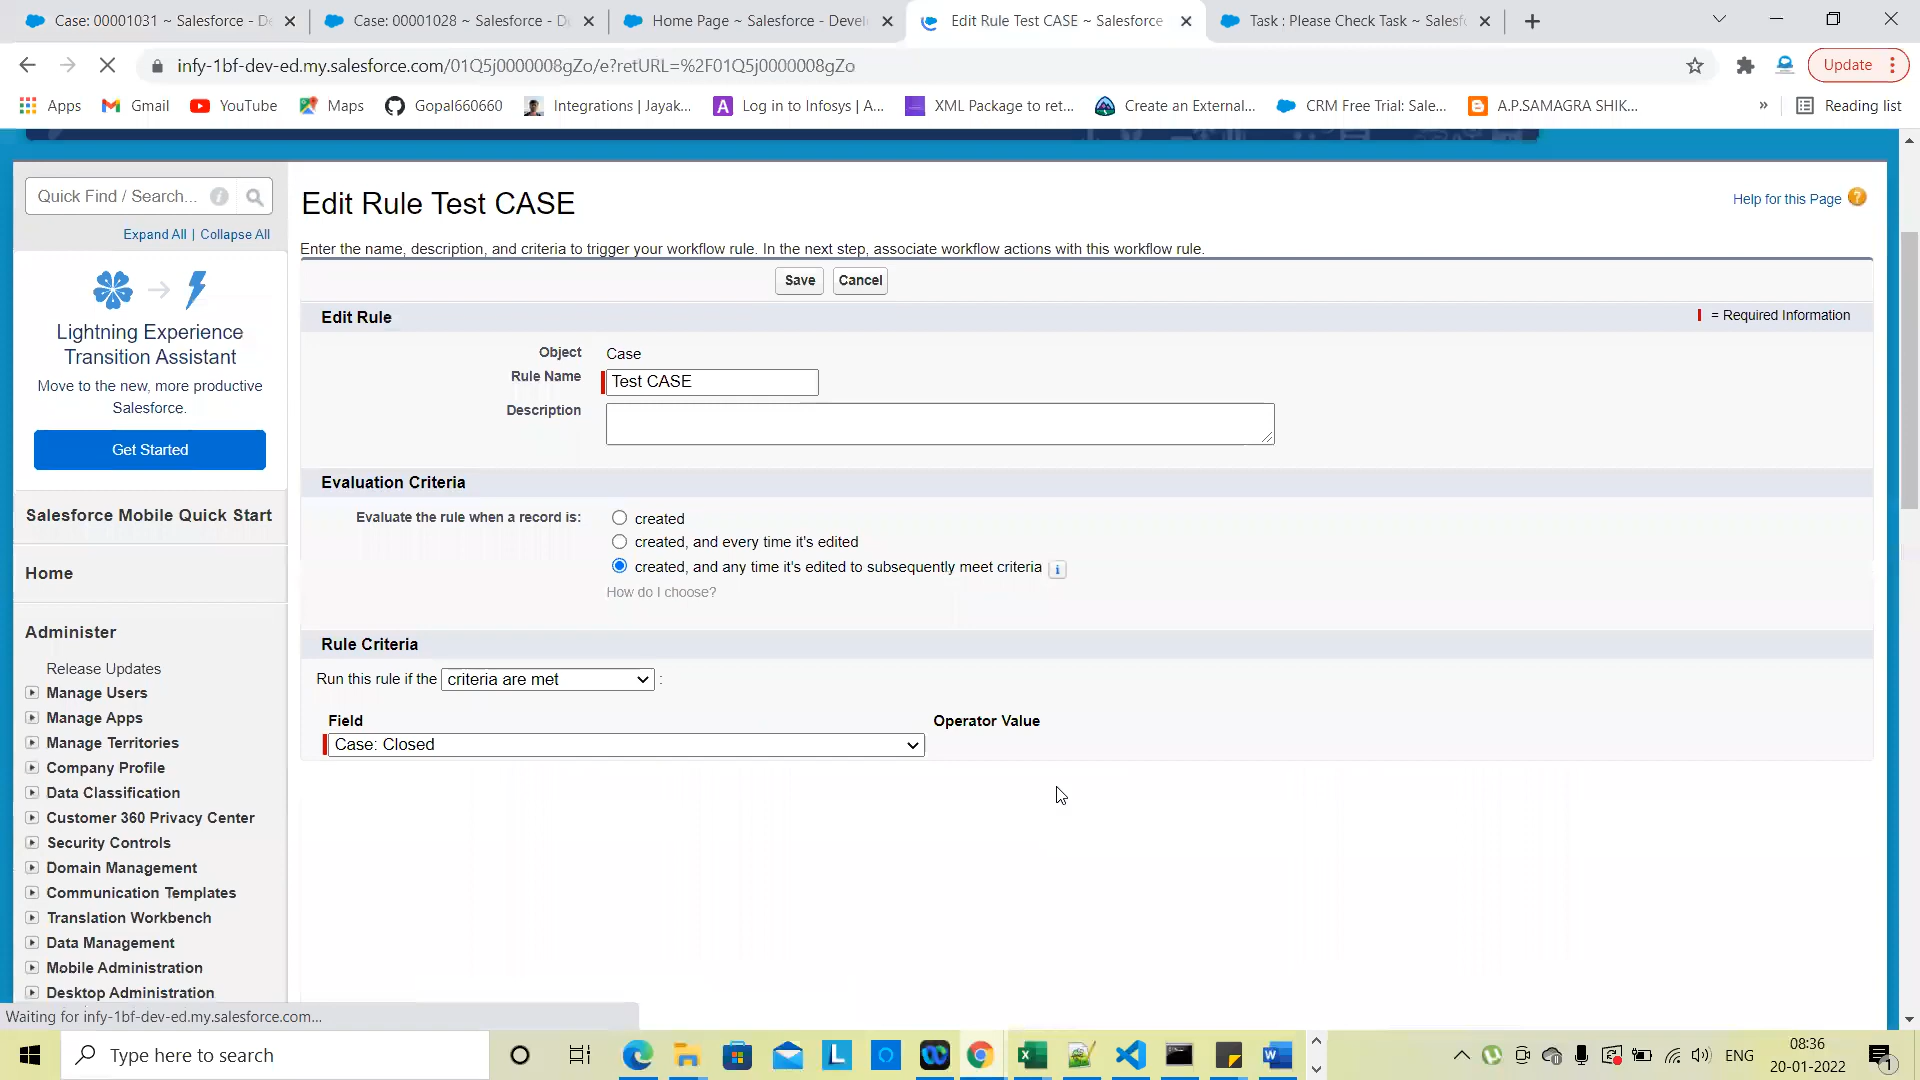 Case: 00001031 ~ Salesforce - De
Case: 00001028 ~ Salesforce - D
Home Page ~ Salesforce - Devel
Edit Rule Test CASE ~ Salesforce
Task : Please Check Task ~ Salesf
infy-1bf-dev-ed.my.salesforce.com/01Q5j0000008gZo/e?retURL=%2F01Q5j0000008gZo
Update
Apps
Gmail
YouTube
Maps
Gopal660060
Integrations | Jayak...
Log in to Infosys | A...
XML Package to ret...
Create an External...
CRM Free Trial: Sale...
A.P.SAMAGRA SHIK...
»
Reading list
Quick Find / Search...
Expand All | Collapse All
Lightning Experience
Transition Assistant
Move to the new, more productive
Salesforce.
Get Started
Salesforce Mobile Quick Start
Home
Administer
Release Updates
Manage Users
Manage Apps
Manage Territories
Company Profile
Data Classification
Customer 360 Privacy Center
Security Controls
Domain Management
Communication Templates
Translation Workbench
Data Management
Mobile Administration
Desktop Administration
Edit Rule Test CASE
Help for this Page
Enter the name, description, and criteria to trigger your workflow rule. In the next step, associate workflow actions with this workflow rule.
Save Cancel
Edit Rule
= Required Information
Object Case
Rule Name Test CASE
Description
Evaluation Criteria
Evaluate the rule when a record is: created
created, and every time it's edited
created, and any time it's edited to subsequently meet criteria
How do I choose?
Rule Criteria
Run this rule if the criteria are met :
Field Operator Value
Case: Closed
Waiting for infy-1bf-dev-ed.my.salesforce.com...
Type here to search
ENG
08:36
20-01-2022
1